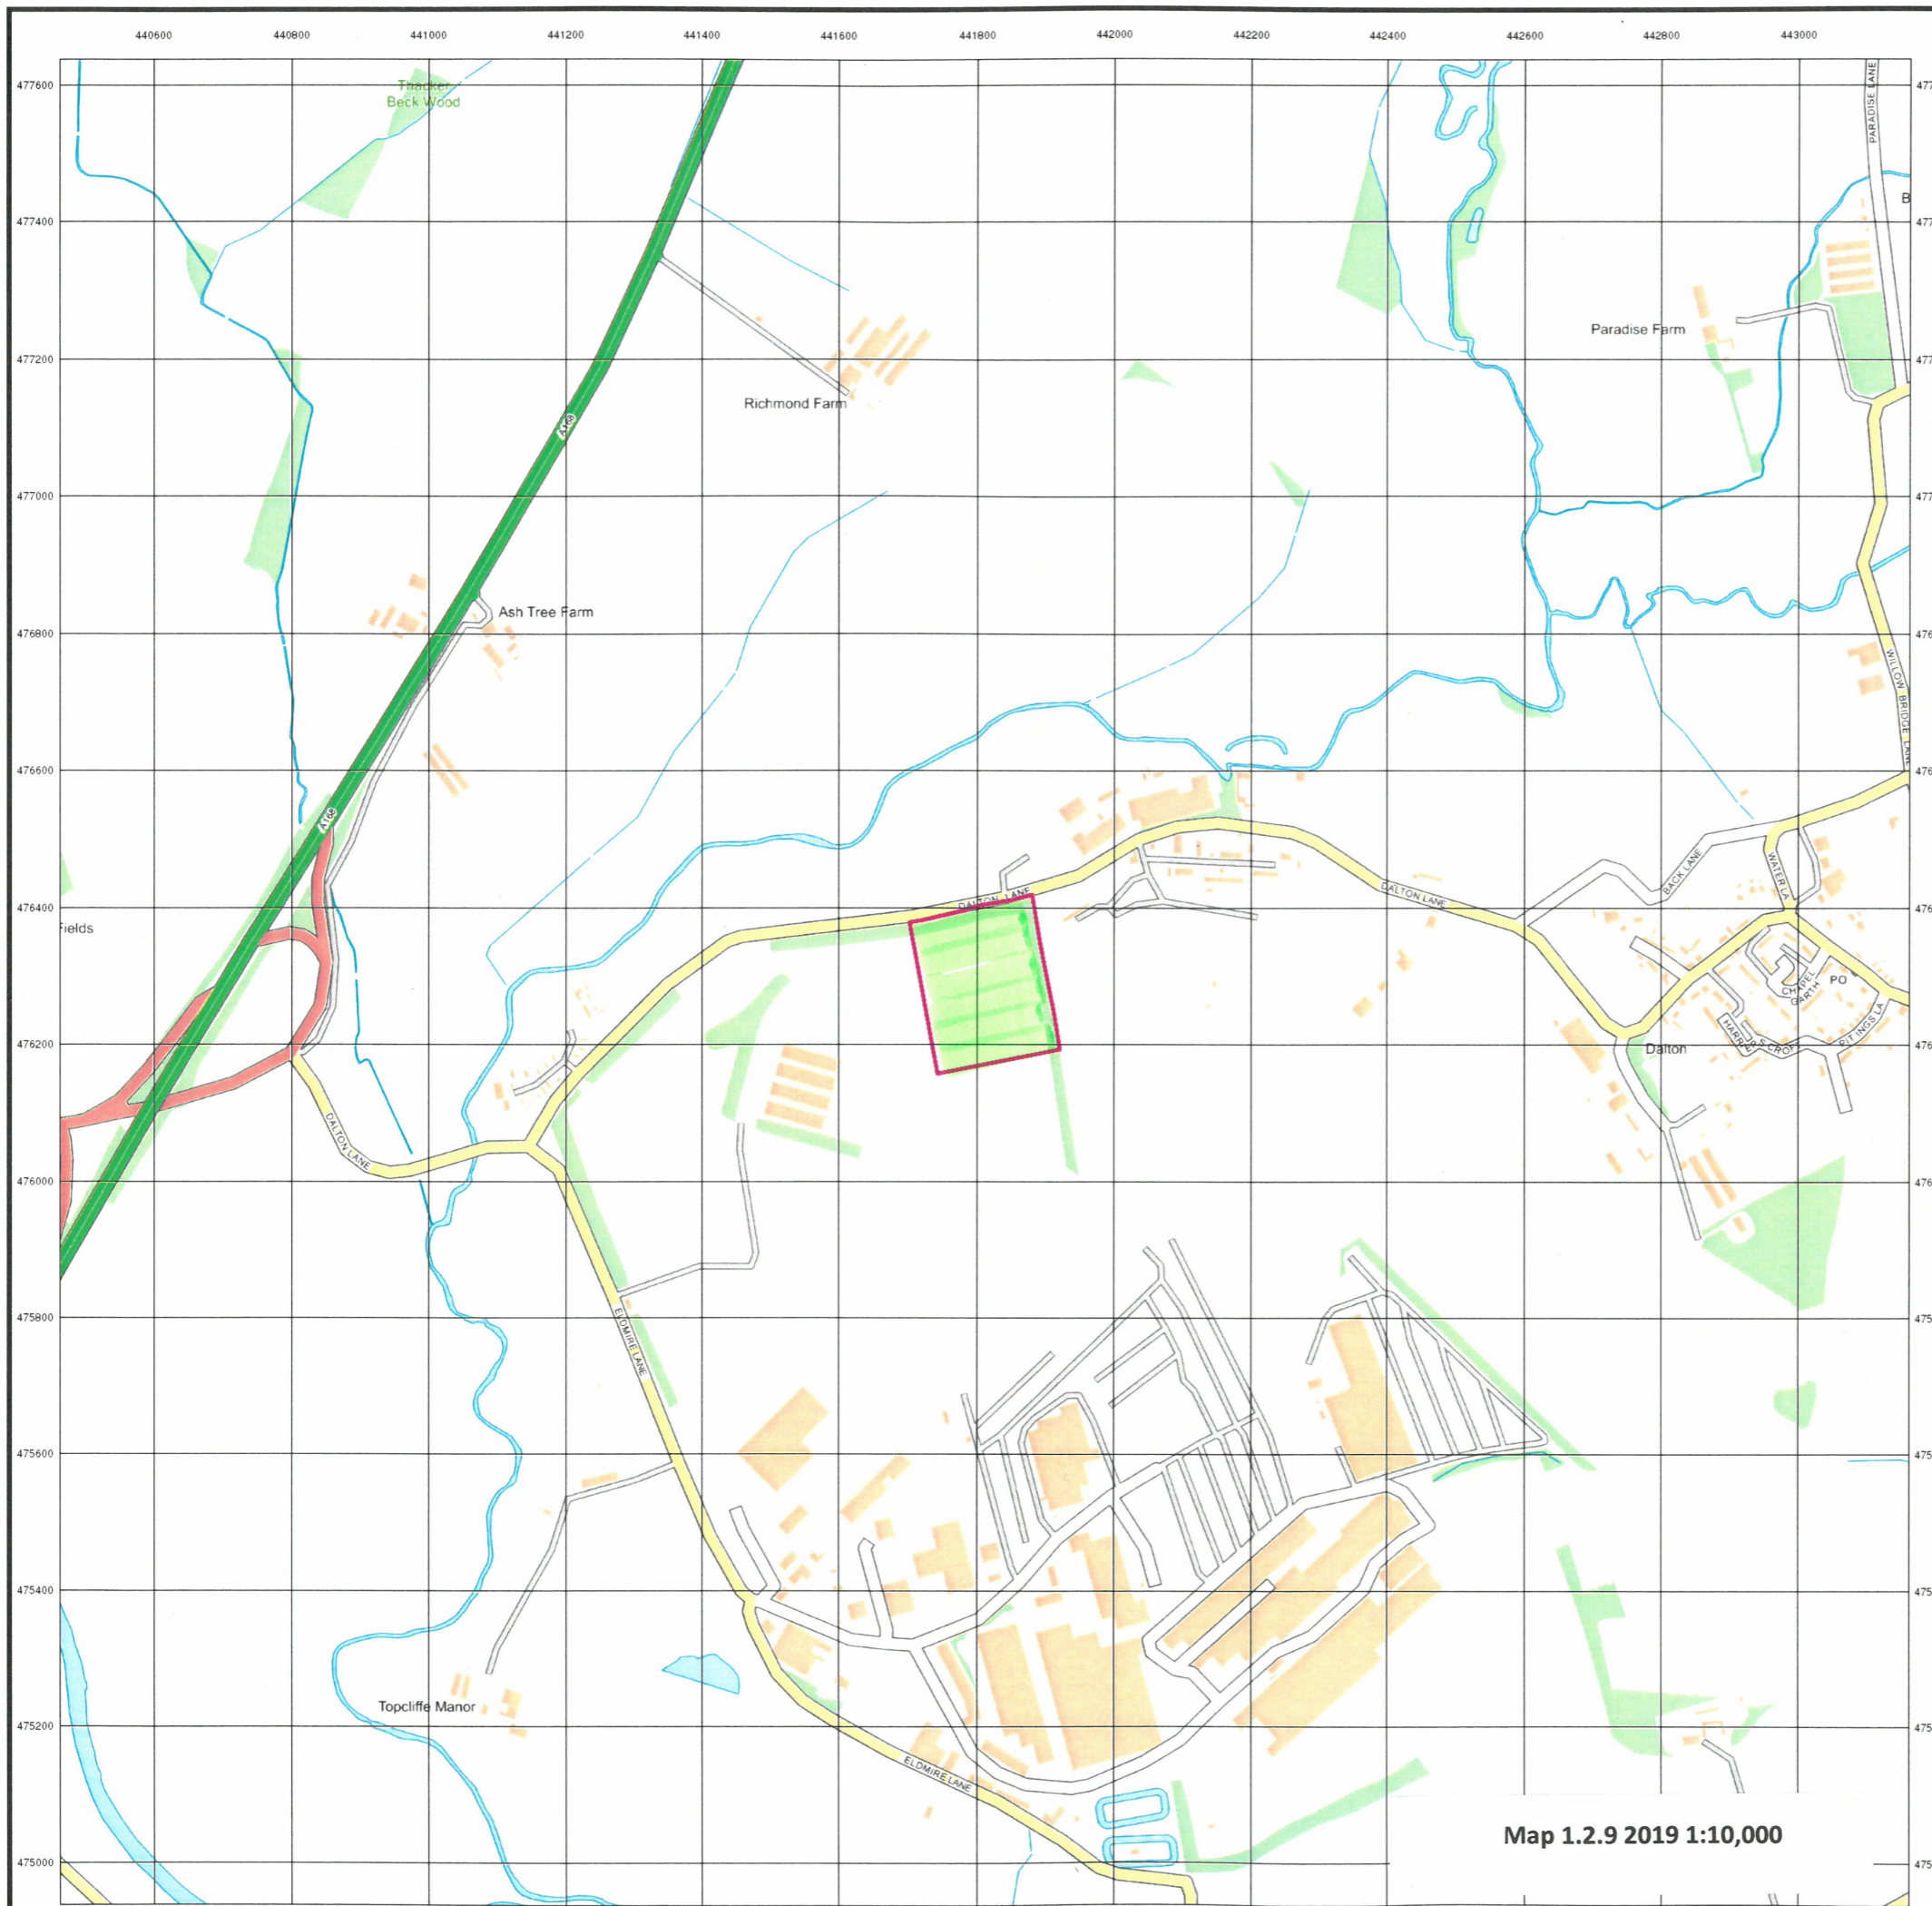 440600 440800 441000 441200 441400 441600 441800 442000 442200 442400 442600 442800 443000
477600
Thacker
Beck Wood
PARADISE LANE
477400
B
477200
Paradise Farm
Richmond Farm
A168
477000
Ash Tree Farm
476800
WILLOW BRIDGE LANE
476600
A168
BACK LANE
WATER LA
DALTON LANE
DALTON LANE
476400
Fields
CHAPEL
GARTH
PO
PIT INGS LA
476200
Dalton
DALTON LANE
476000
475800
ELDMIRE LANE
475600
475400
Topcliffe Manor
475200
ELDMIRE LANE
Map 1.2.9 2019 1:10,000
475000